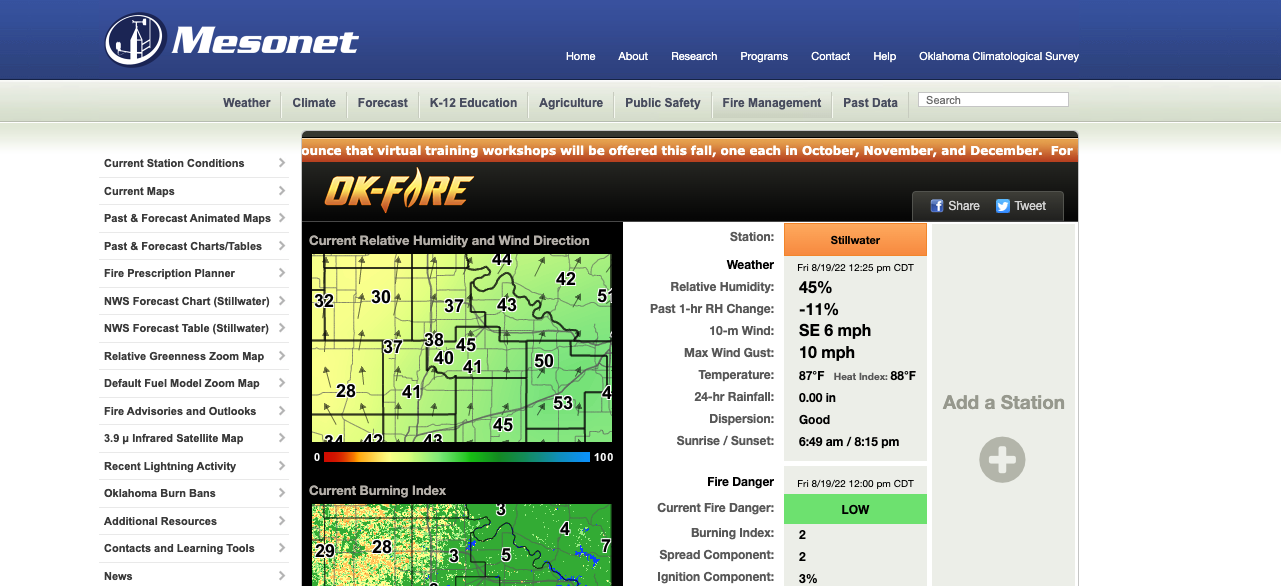 Mesonet
Home About Research Programs Contact Help Oklahoma Climatological Survey
Weather Climate Forecast K-12 Education Agriculture Public Safety Fire Management Past Data Search
Current Station Conditions
Current Maps
Past & Forecast Animated Maps
Past & Forecast Charts/Tables
Fire Prescription Planner
NWS Forecast Chart (Stillwater)
NWS Forecast Table (Stillwater)
Relative Greenness Zoom Map
Default Fuel Model Zoom Map
Fire Advisories and Outlooks
3.9 µ Infrared Satellite Map
Recent Lightning Activity
Oklahoma Burn Bans
Additional Resources
Contacts and Learning Tools
News
ounce that virtual training workshops will be offered this fall, one each in October, November, and December. For
OK-FIRE
Share Tweet
Current Relative Humidity and Wind Direction
44
42
32 30 37 43 51
37 38 45
40 41 50
28 41 53 4
45
34 42 43
0 100
Current Burning Index
3
4
29 28 3 5 7
Station: Stillwater
Weather Fri 8/19/22 12:25 pm CDT
Relative Humidity: 45%
Past 1-hr RH Change: -11%
10-m Wind: SE 6 mph
Max Wind Gust: 10 mph
Temperature: 87°F Heat Index: 88°F
24-hr Rainfall: 0.00 in
Dispersion: Good
Sunrise / Sunset: 6:49 am / 8:15 pm
Fire Danger Fri 8/19/22 12:00 pm CDT
Current Fire Danger: LOW
Burning Index: 2
Spread Component: 2
Ignition Component: 3%
Add a Station